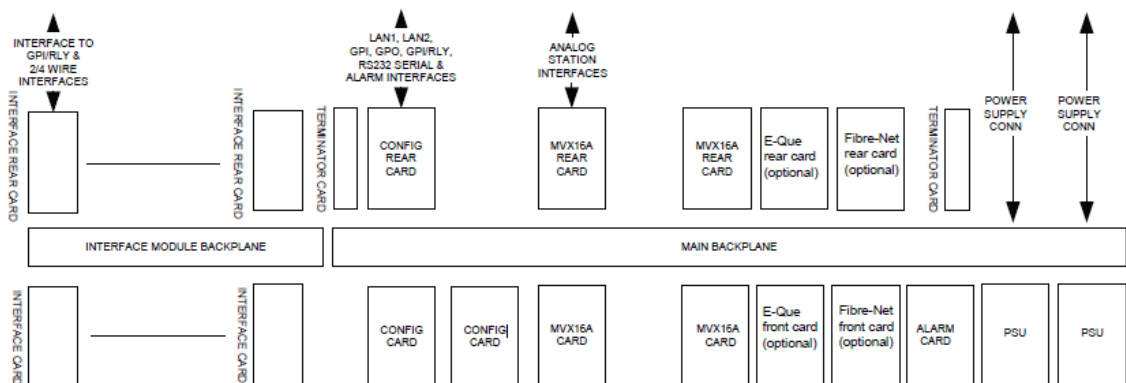 INTERFACE TO
GPI/RLY &
2/4 WIRE
INTERFACES
LAN1, LAN2,
GPI, GPO, GPI/RLY,
RS232 SERIAL &
ALARM INTERFACES
ANALOG
STATION
INTERFACES
POWER
SUPPLY
CONN
POWER
SUPPLY
CONN
INTERFACE REAR CARD
INTERFACE REAR CARD
TERMINATOR CARD
CONFIG
REAR
CARD
MVX16A
REAR
CARD
MVX16A
REAR
CARD
E-Que
rear card
(optional)
Fibre-Net
rear card
(optional)
TERMINATOR CARD
INTERFACE MODULE BACKPLANE
MAIN BACKPLANE
INTERFACE CARD
INTERFACE CARD
CONFIG
CARD
CONFIG
CARD
MVX16A
CARD
MVX16A
CARD
E-Que
front card
(optional)
Fibre-Net
front card
(optional)
ALARM
CARD
PSU
PSU